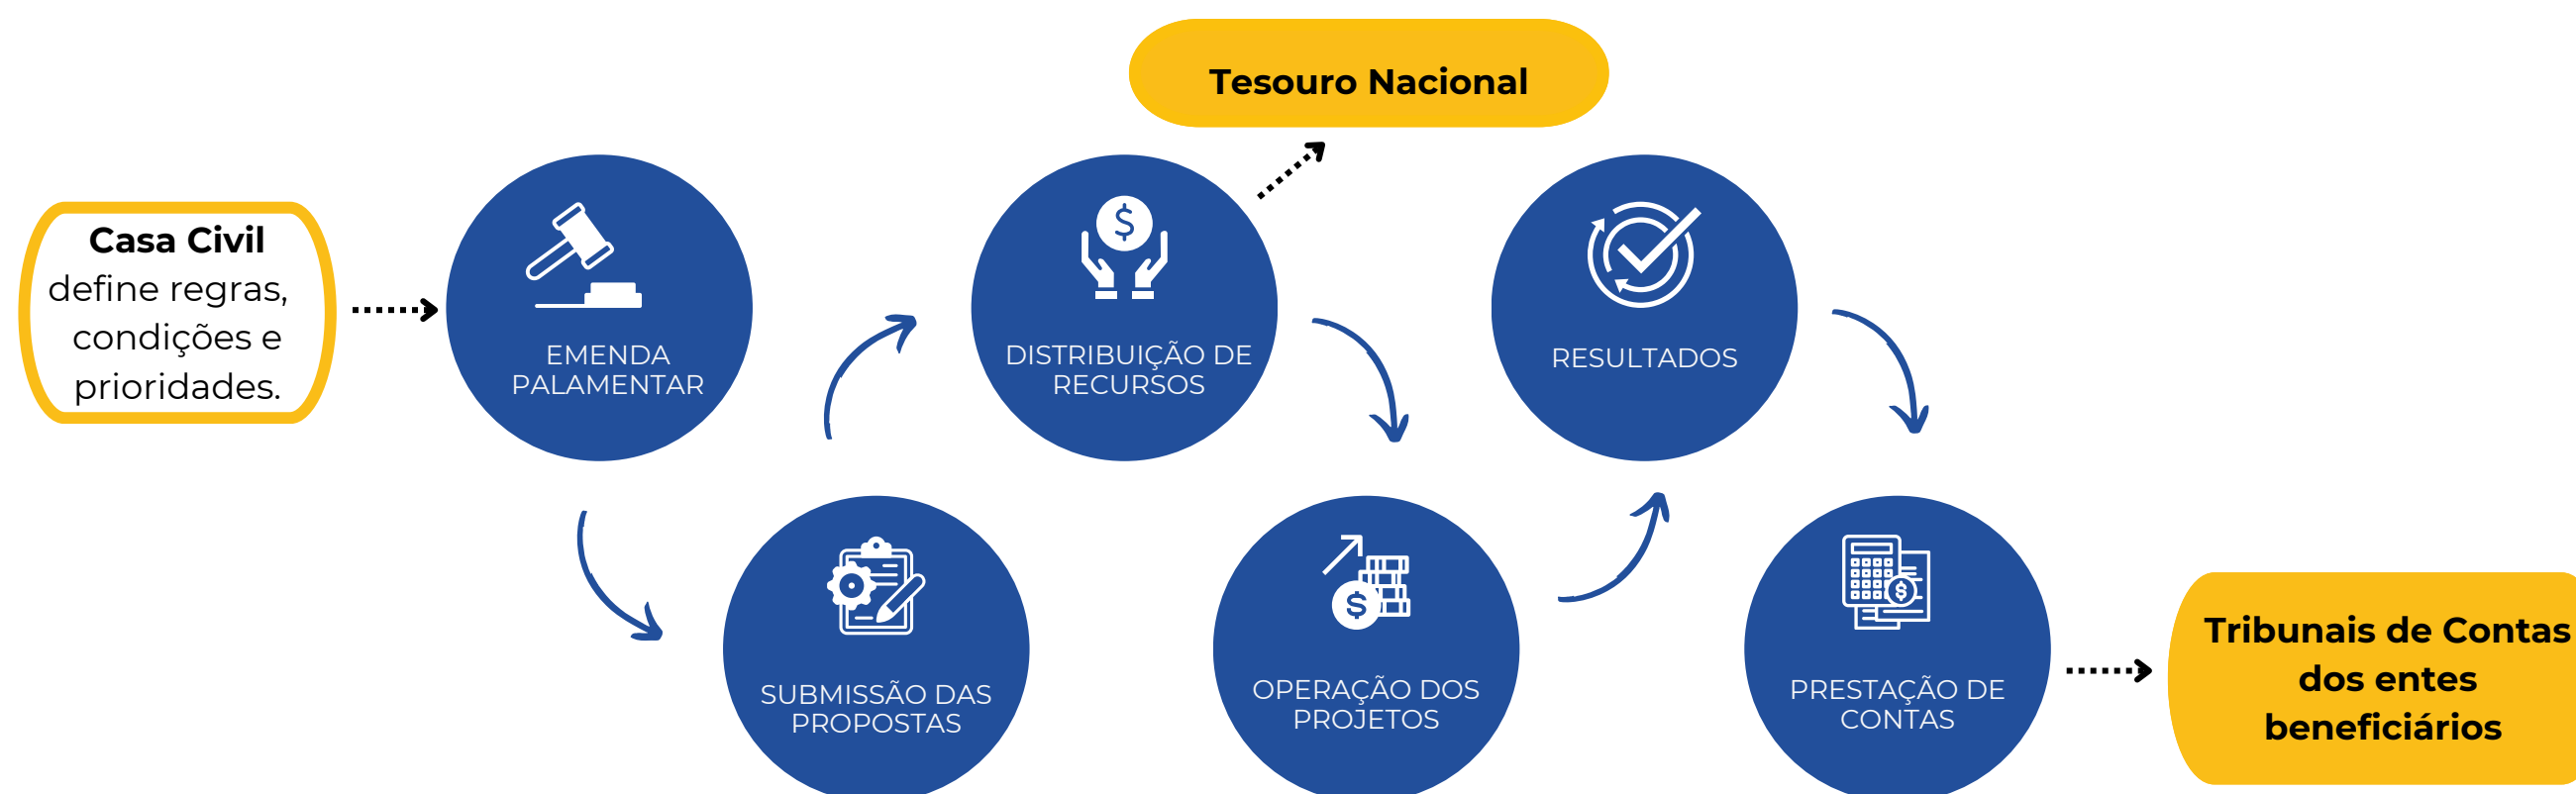 Casa Civil
define regras,
condições e
prioridades.
EMENDA
PALAMENTAR
SUBMISSÃO DAS
PROPOSTAS
Tesouro Nacional
DISTRIBUIÇÃO DE
RECURSOS
OPERAÇÃO DOS
PROJETOS
RESULTADOS
PRESTAÇÃO DE
CONTAS
Tribunais de Contas
dos entes
beneficiários